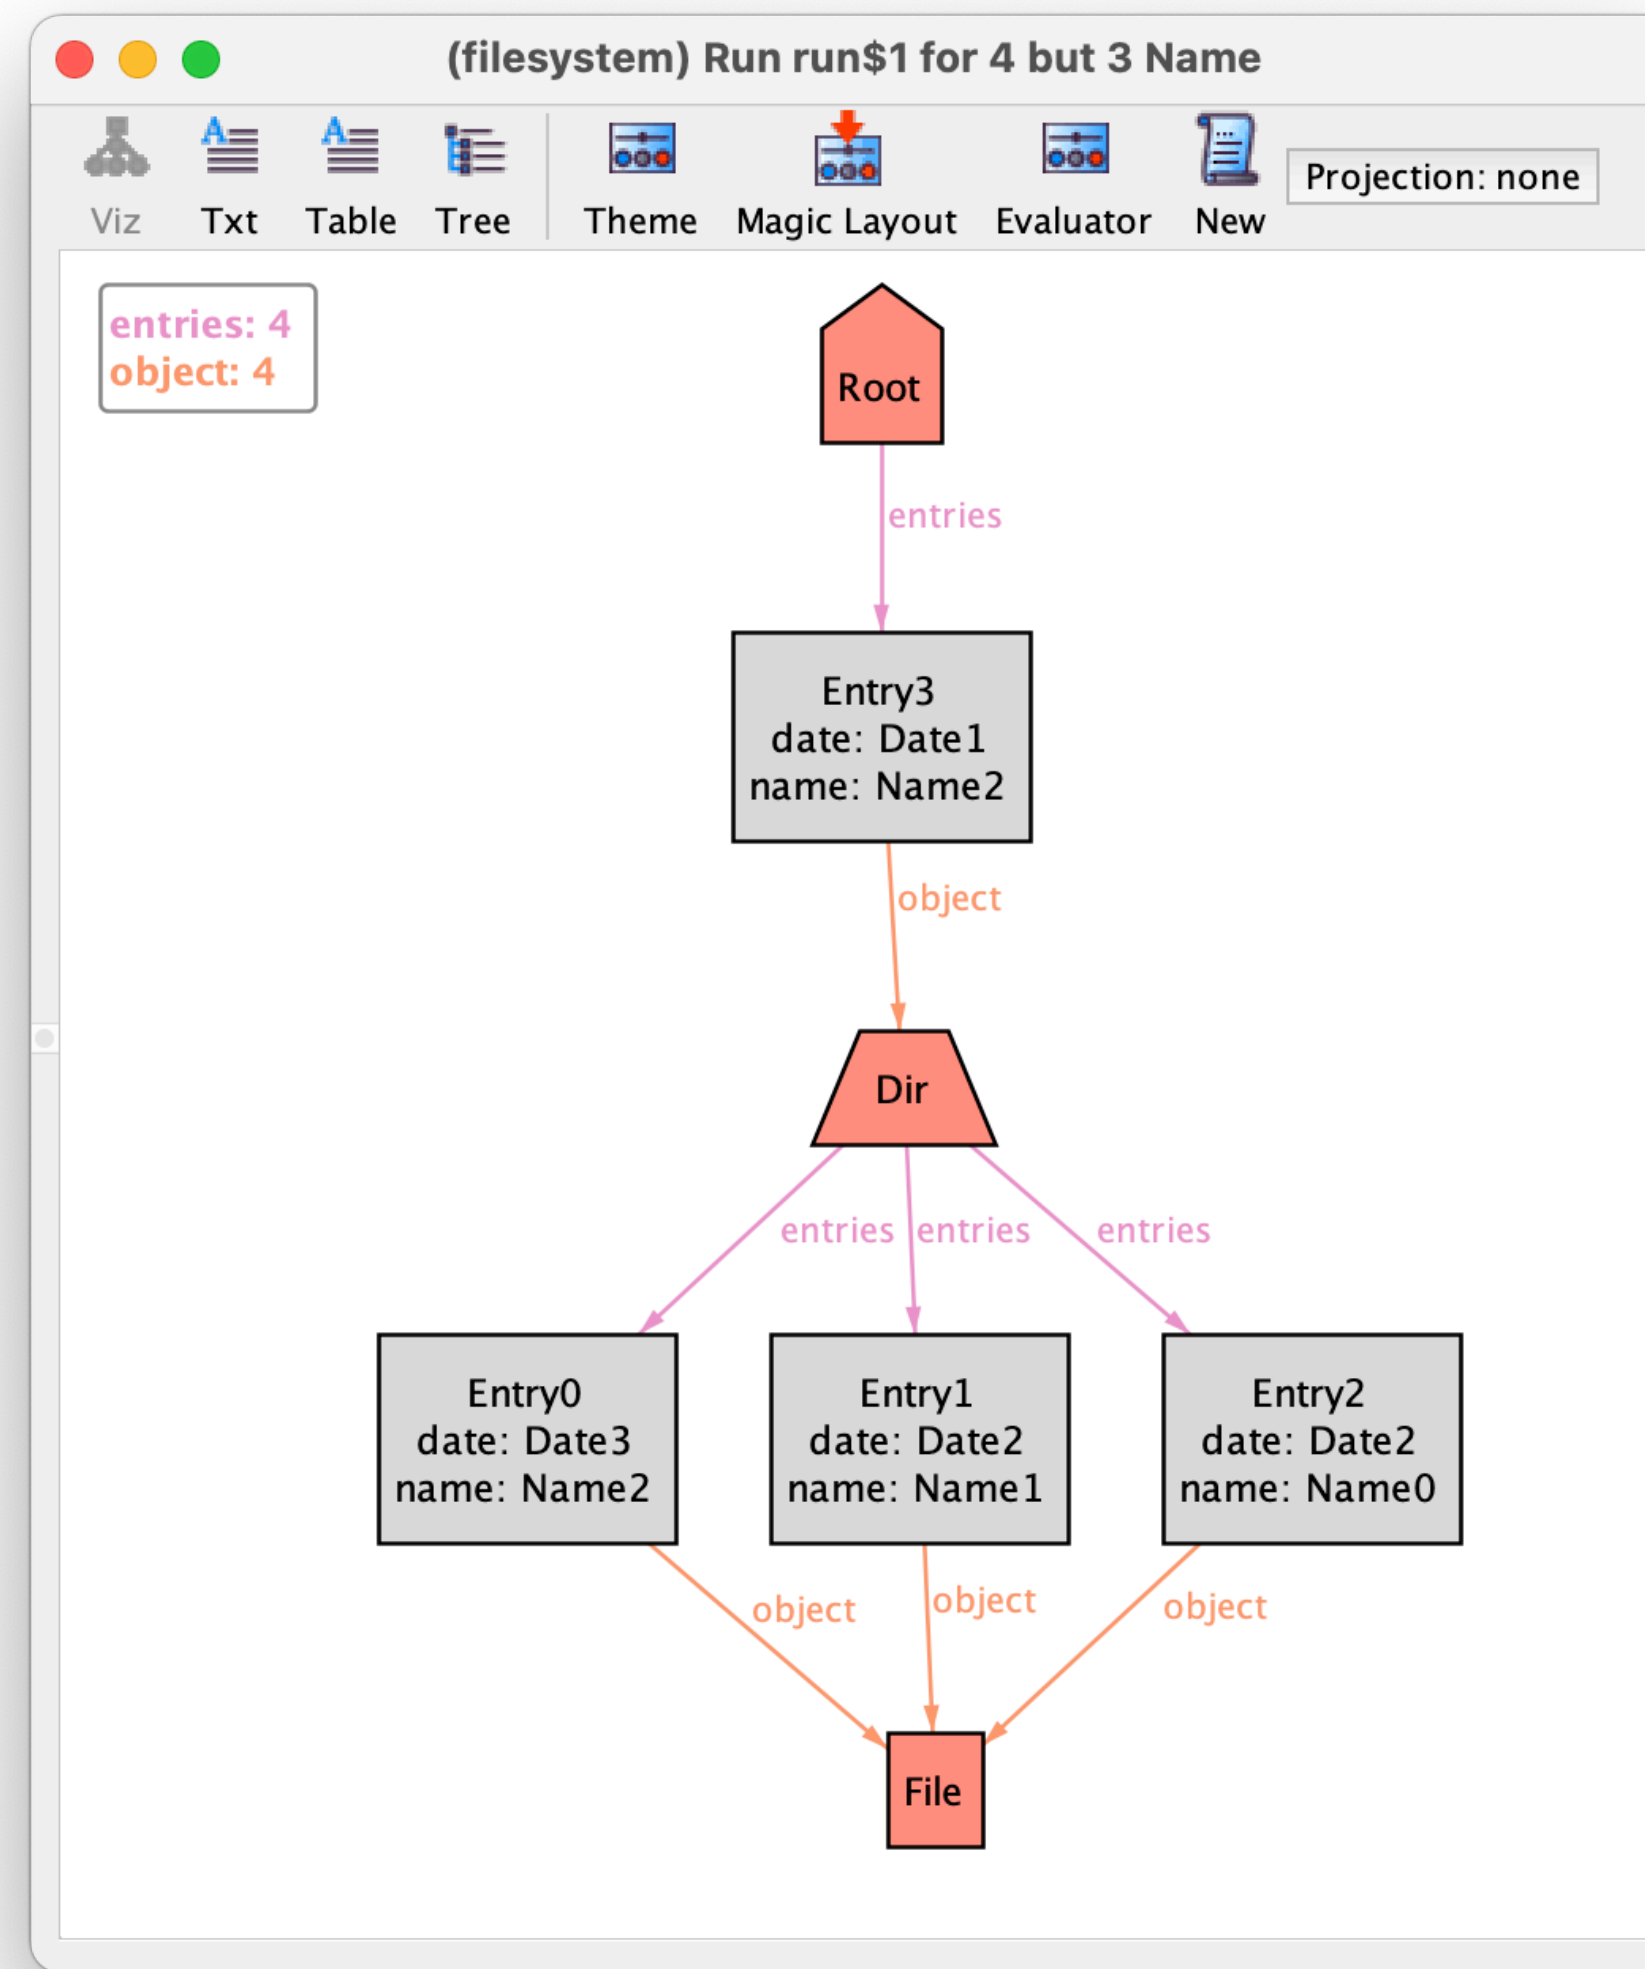 (filesystem) Run run$1 for 4 but 3 Name
Viz Txt Table Tree Theme Magic Layout Evaluator New Projection: none
entries: 4
object: 4
Root
entries
Entry3
date: Date1
name: Name2
object
Dir
entries entries entries
Entry0
date: Date3
name: Name2
Entry1
date: Date2
name: Name1
Entry2
date: Date2
name: Name0
object object object
File